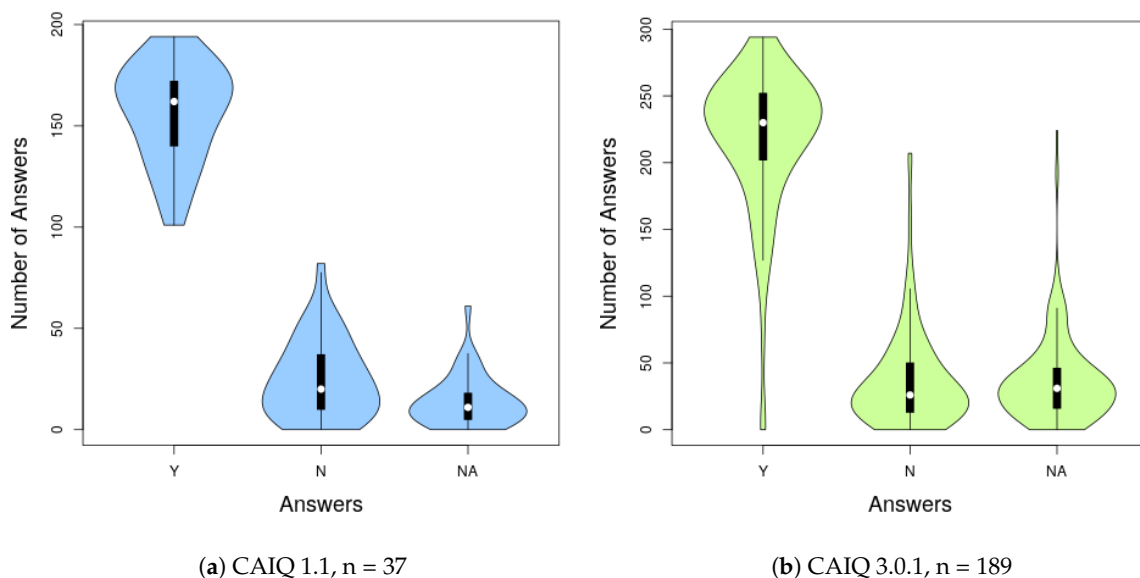 Number of Answers
200
150
100
50
0
Y N NA
Answers
(a) CAIQ 1.1, n = 37
Number of Answers
300
250
200
150
100
50
0
Y N NA
Answers
(b) CAIQ 3.0.1, n = 189